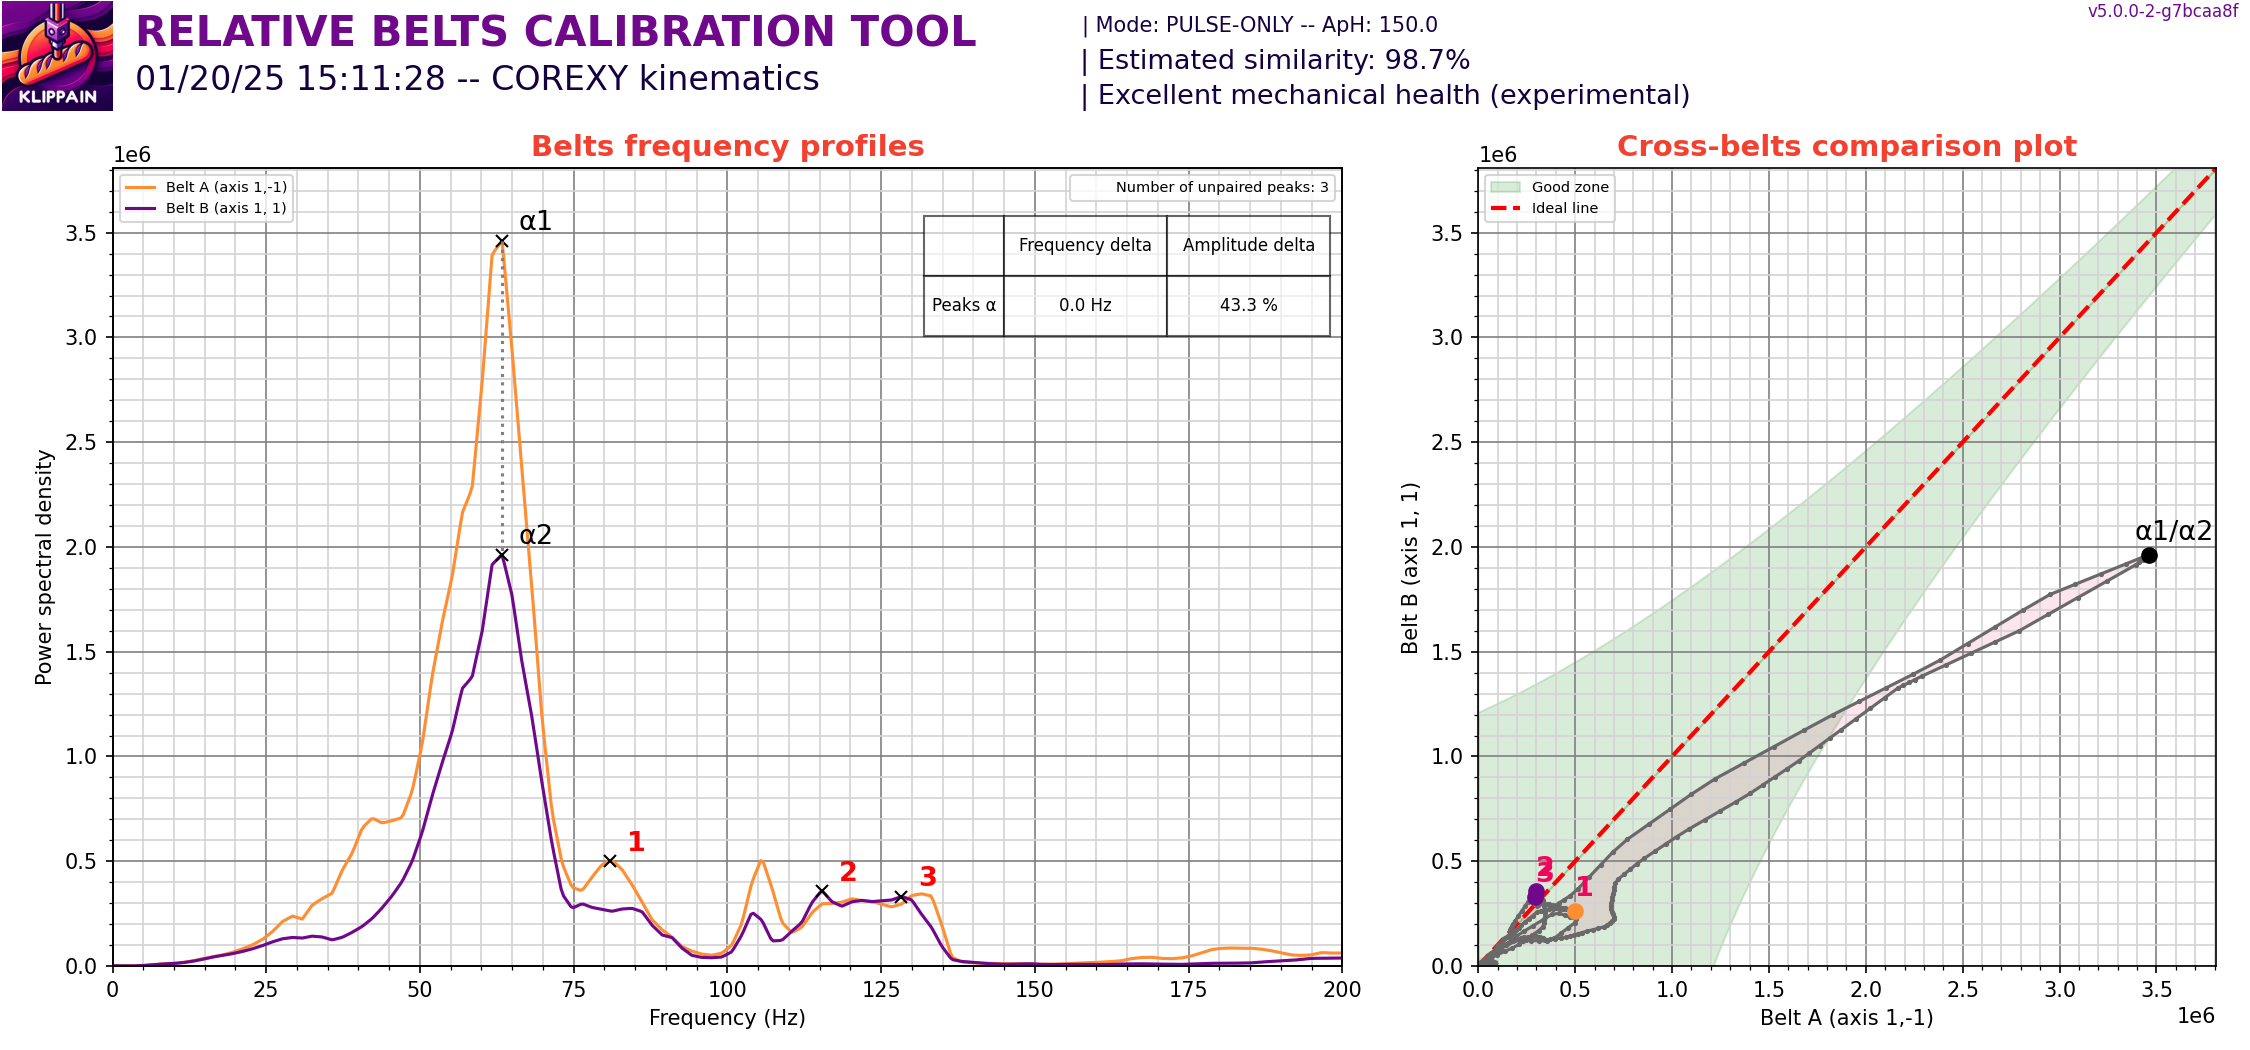 v5.0.0-2-g7bcaa8f
KLIPPAIN
RELATIVE BELTS CALIBRATION TOOL
01/20/25 15:11:28 -- COREXY kinematics
| Mode: PULSE-ONLY -- ApH: 150.0
| Estimated similarity: 98.7%
| Excellent mechanical health (experimental)
Belts frequency profiles
1e6
Belt A (axis 1,-1)
Belt B (axis 1, 1)
Number of unpaired peaks: 3
Frequency delta Amplitude delta
Peaks α 0.0 Hz 43.3 %
α1
α2
1
2
3
3.5
3.0
2.5
2.0
1.5
1.0
0.5
0.0
Power spectral density
0 25 50 75 100 125 150 175 200
Frequency (Hz)
Cross-belts comparison plot
1e6
Good zone
Ideal line
α1/α2
2
3
1
3.5
3.0
2.5
2.0
1.5
1.0
0.5
0.0
Belt B (axis 1, 1)
0.0 0.5 1.0 1.5 2.0 2.5 3.0 3.5
1e6
Belt A (axis 1,-1)